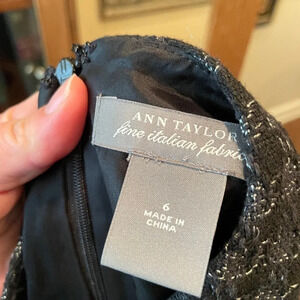 ANN TAYLOR
fine italian fabric
6
MADE IN
CHINA